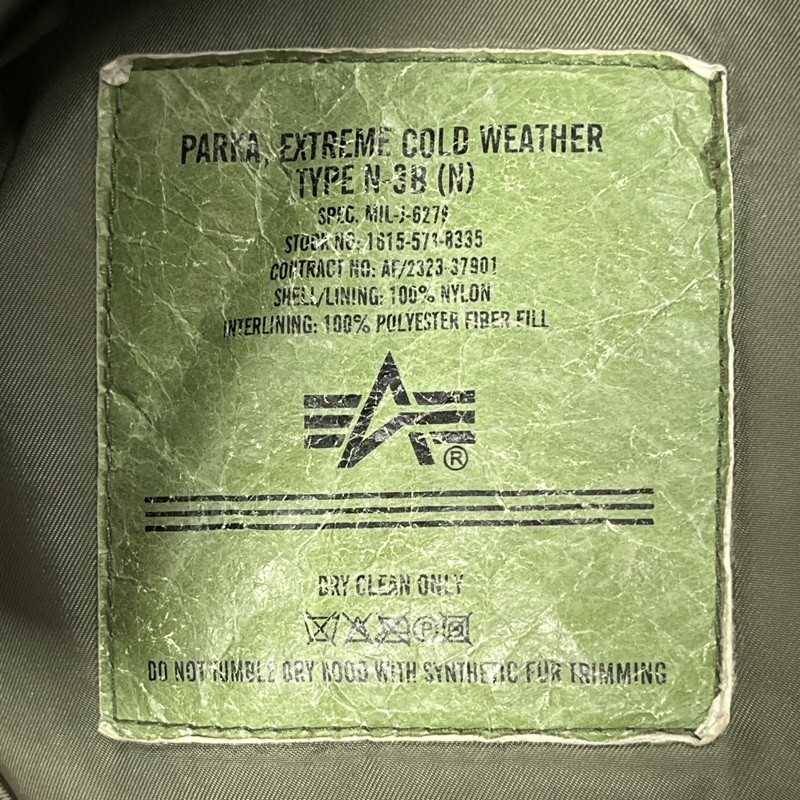 PARKA, EXTREME COLD WEATHER
TYPE N-3B (N)
SPEC. MIL-J-6279
STOCK NO: 1615-571-8335
CONTRACT NO: AF/2323-37901
SHELL/LINING: 100% NYLON
INTERLINING: 100% POLYESTER FIBER FILL
®
DRY CLEAN ONLY
P
DO NOT TUMBLE DRY HOOD WITH SYNTHETIC FUR TRIMMING